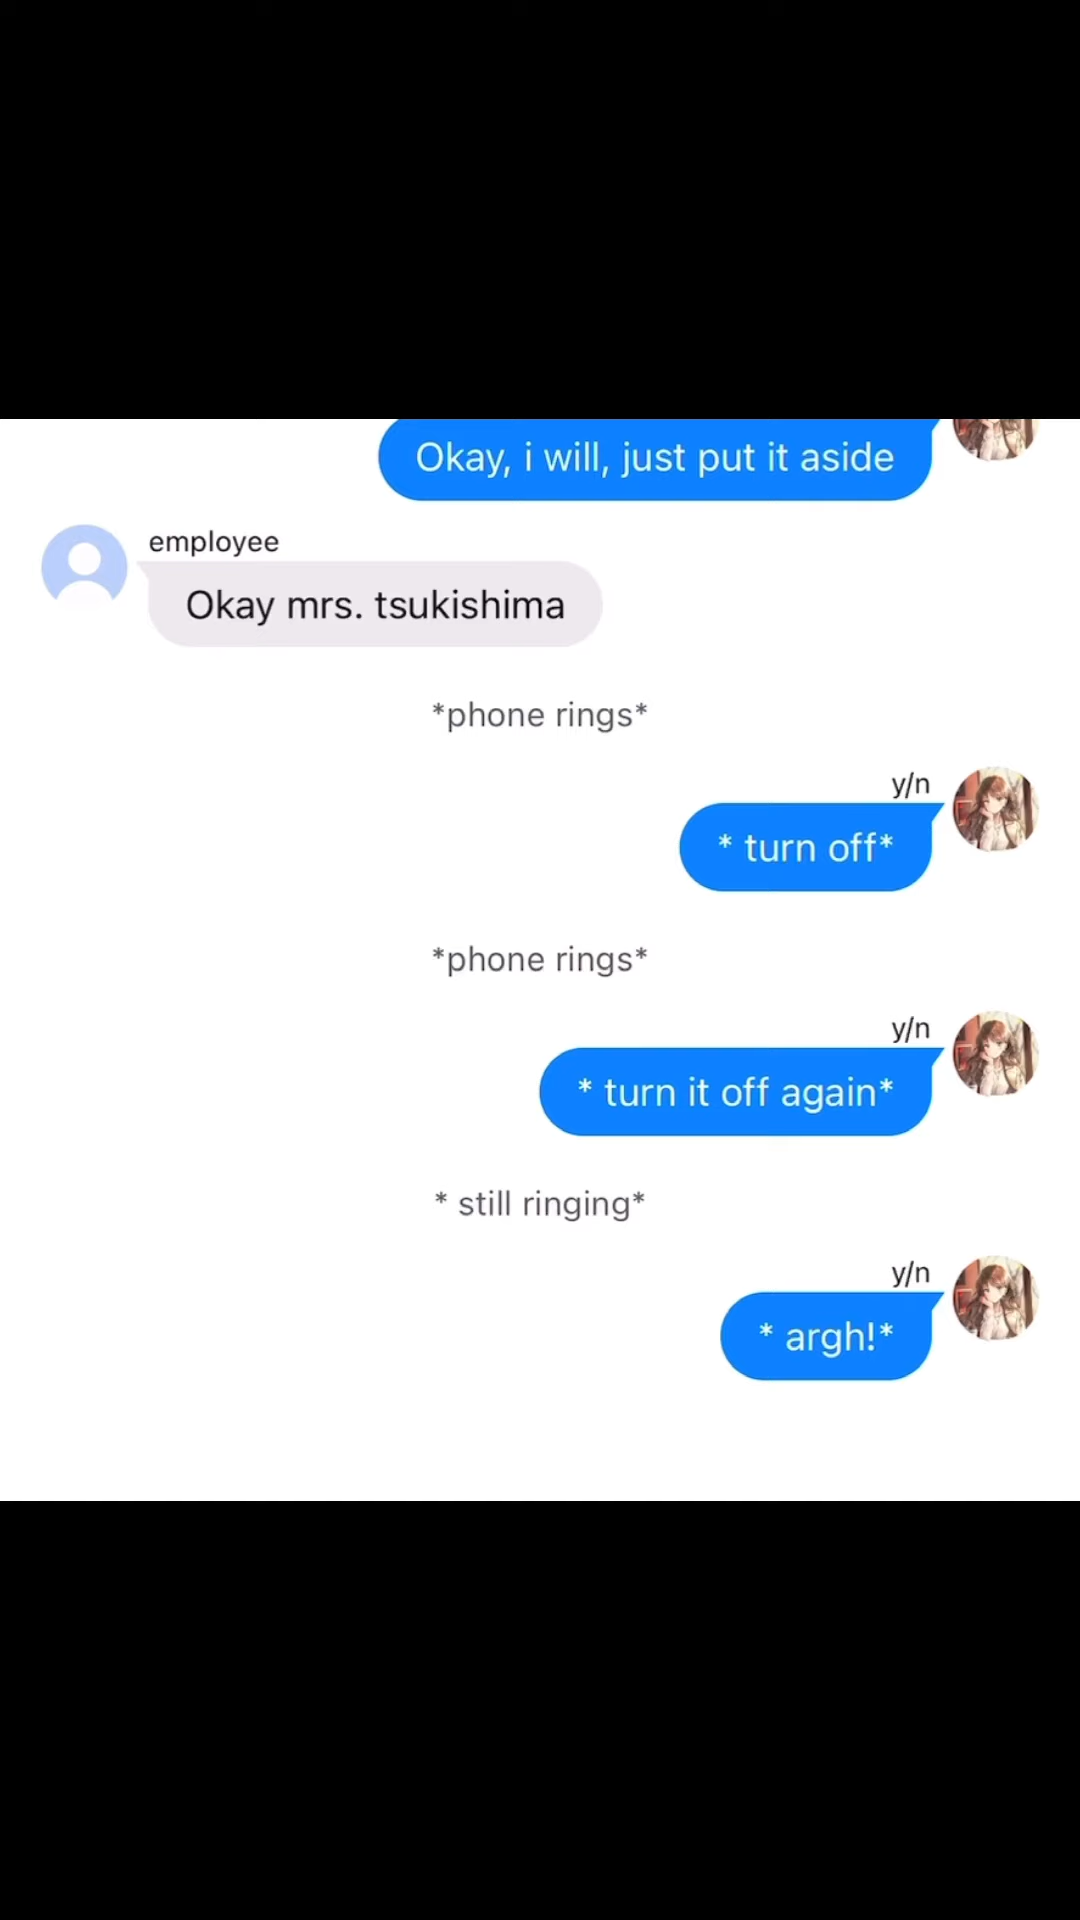 Okay, i will, just put it aside
employee
Okay mrs. tsukishima
*phone rings*
y/n
* turn off*
*phone rings*
y/n
* turn it off again*
* still ringing*
y/n
* argh!*